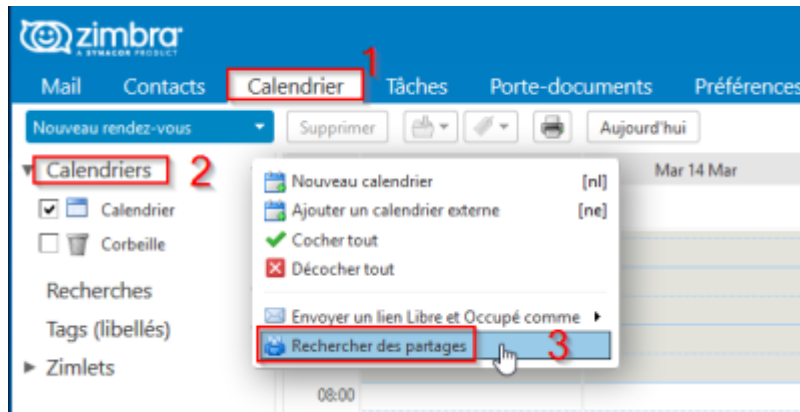 zimbra
A SYNACOR PRODUCT
1
Mail Contacts Calendrier Tâches Porte-documents Préférences
Nouveau rendez-vous Supprimer Aujourd'hui
Calendriers 2 Mar 14 Mar
Nouveau calendrier [nl]
Calendrier
Ajouter un calendrier externe [ne]
Cocher tout
Corbeille
Décocher tout
Recherches
Envoyer un lien Libre et Occupé comme
Tags (libellés)
Rechercher des partages 3
Zimlets
08:00